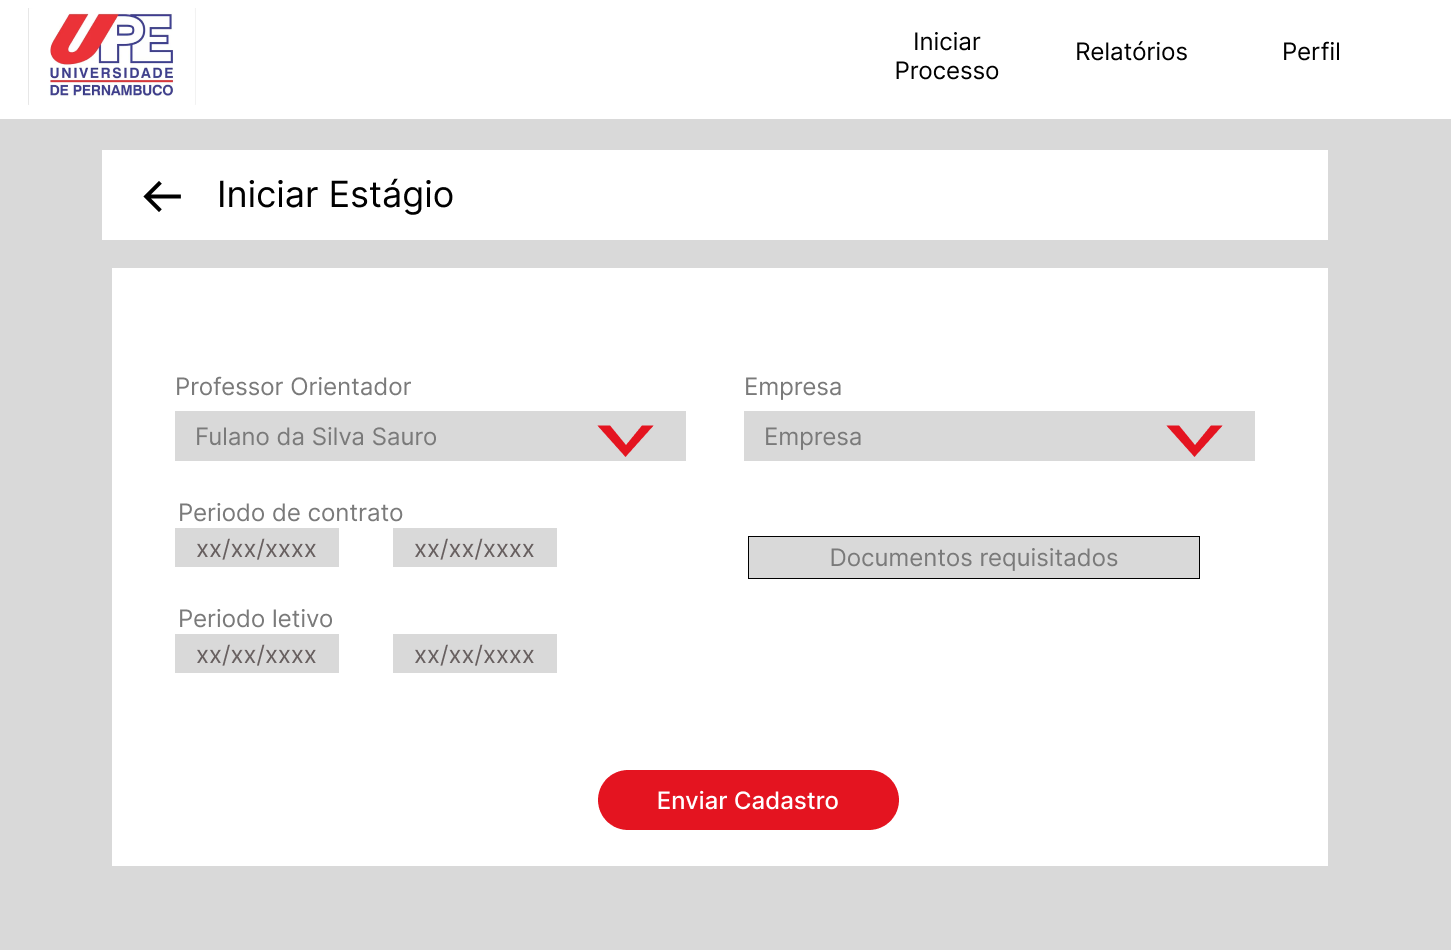 UPE
UNIVERSIDADE
DE PERNAMBUCO
Iniciar
Processo
Relatórios
Perfil
Iniciar Estágio
Professor Orientador
Empresa
Fulano da Silva Sauro
Empresa
Periodo de contrato
xx/xx/xxxx xx/xx/xxxx
Documentos requisitados
Periodo letivo
xx/xx/xxxx xx/xx/xxxx
Enviar Cadastro